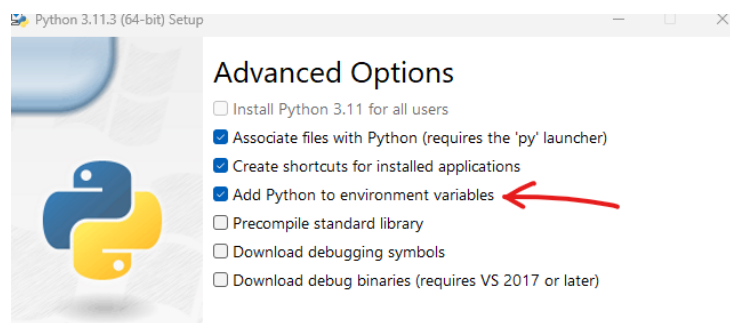 Python 3.11.3 (64-bit) Setup
Advanced Options
Install Python 3.11 for all users
Associate files with Python (requires the 'py' launcher)
Create shortcuts for installed applications
Add Python to environment variables
Precompile standard library
Download debugging symbols
Download debug binaries (requires VS 2017 or later)